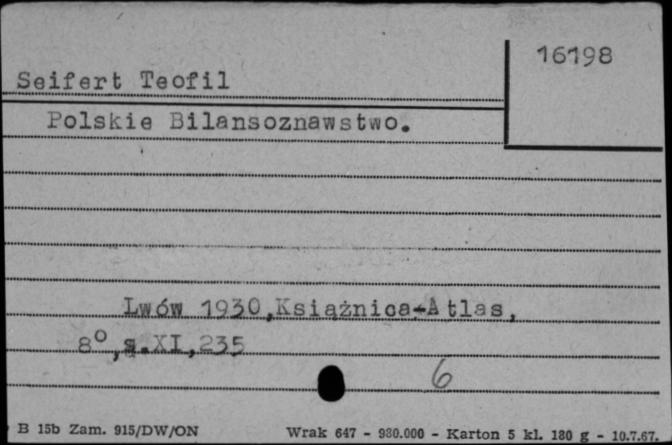 16198
Seifert Teofil
Polskie Bilansoznawstwo.
Lwów 1930,Książnica-Atlas,
8°,s.XI,235
6
B 15b Zam. 915/DW/ON Wrak 647 - 980.000 - Karton 5 kl. 180 g - 10.7.67.